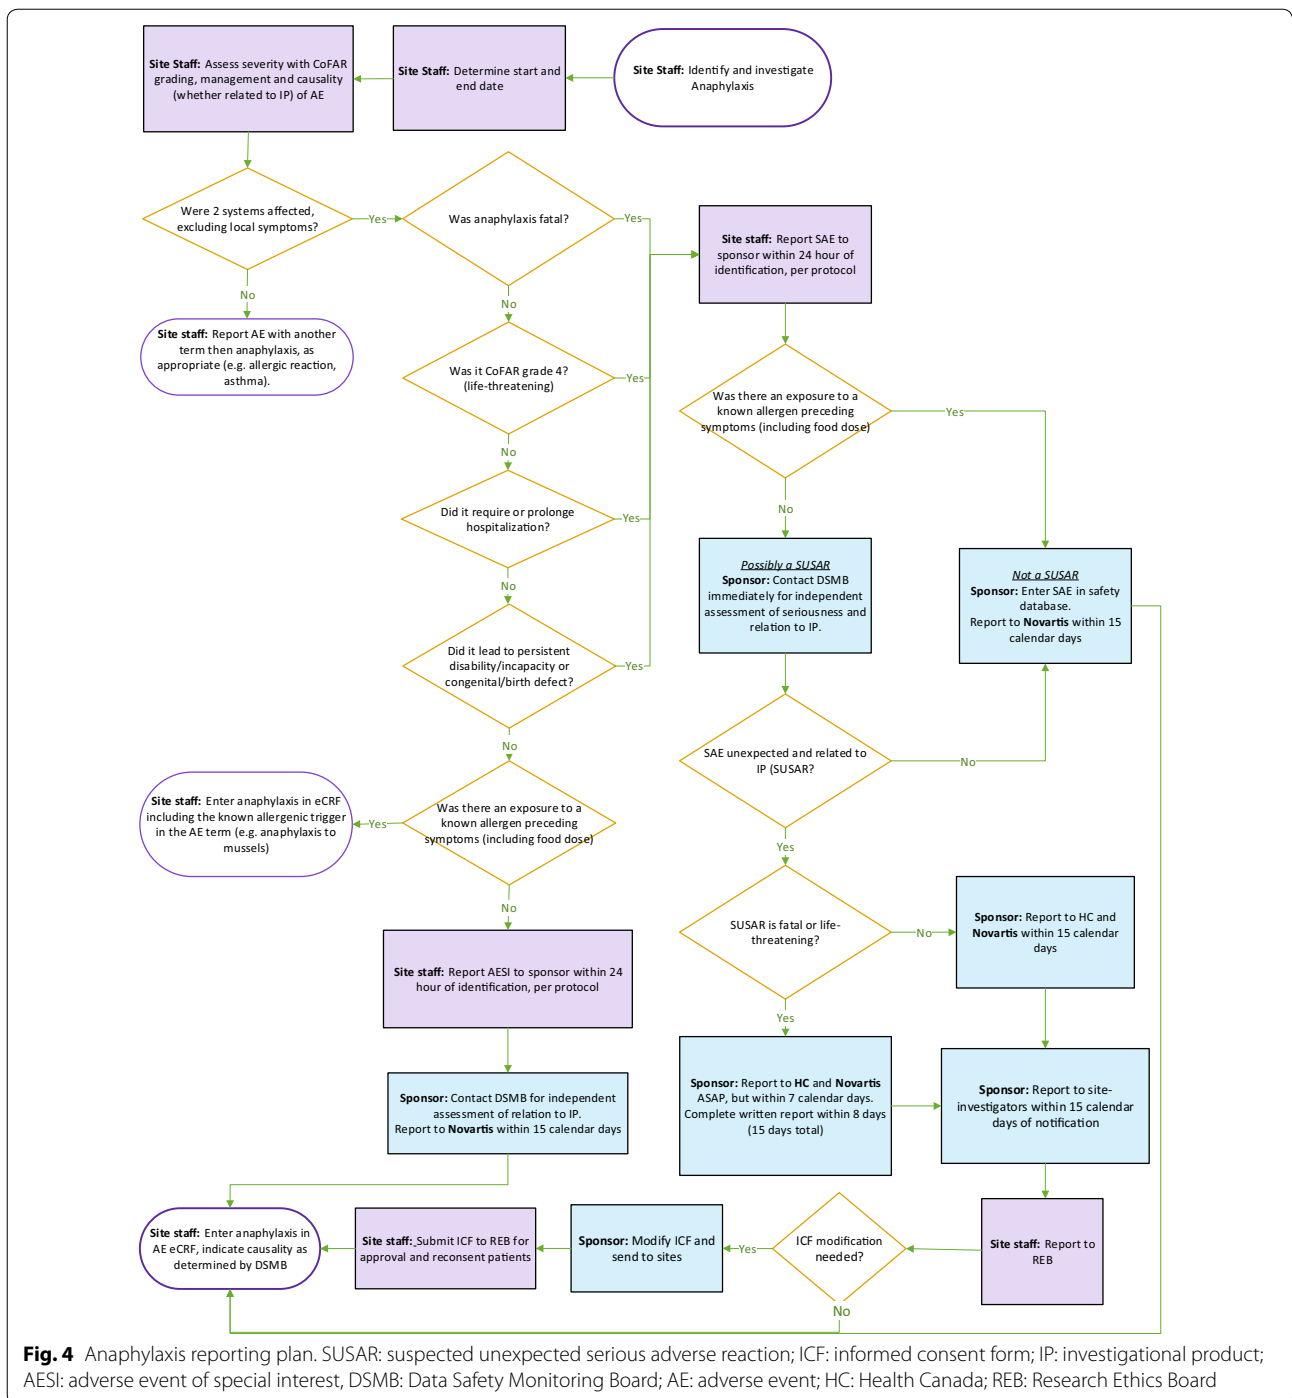 Site Staff: Assess severity with CoFAR
grading, management and causality
(whether related to IP) of AE
Site Staff: Determine start and
end date
Site Staff: Identify and investigate
Anaphylaxis
Were 2 systems affected,
excluding local symptoms?
Yes
No
Site staff: Report AE with another
term then anaphylaxis, as
appropriate (e.g. allergic reaction,
asthma).
Was anaphylaxis fatal?
Yes
No
Was it CoFAR grade 4?
(life-threatening)
Yes
No
Did it require or prolonge
hospitalization?
Yes
No
Did it lead to persistent
disability/incapacity or
congenital/birth defect?
Yes
No
Was there an exposure to a
known allergen preceding
symptoms (including food dose)
Yes
Site staff: Enter anaphylaxis in eCRF
including the known allergenic trigger
in the AE term (e.g. anaphylaxis to
mussels)
No
Site staff: Report AESI to sponsor within 24
hour of identification, per protocol
Sponsor: Contact DSMB for independent
assessment of relation to IP.
Report to Novartis within 15 calendar days
Site staff: Report SAE to
sponsor within 24 hour of
identification, per protocol
Was there an exposure to a
known allergen preceding
symptoms (including food dose)
Yes
No
Possibly a SUSAR
Sponsor: Contact DSMB
immediately for independent
assessment of seriousness and
relation to IP.
Not a SUSAR
Sponsor: Enter SAE in safety
database.
Report to Novartis within 15
calendar days
SAE unexpected and related to
IP (SUSAR?
No
Yes
SUSAR is fatal or life-
threatening?
No
Yes
Sponsor: Report to HC and
Novartis within 15 calendar
days
Sponsor: Report to HC and Novartis
ASAP, but within 7 calendar days.
Complete written report within 8 days
(15 days total)
Sponsor: Report to site-
investigators within 15 calendar
days of notification
Site staff: Report to
REB
ICF modification
needed?
Yes
No
Sponsor: Modify ICF and
send to sites
Site staff: Submit ICF to REB for
approval and reconsent patients
Site staff: Enter anaphylaxis in
AE eCRF, indicate causality as
determined by DSMB
Fig. 4 Anaphylaxis reporting plan. SUSAR: suspected unexpected serious adverse reaction; ICF: informed consent form; IP: investigational product;
AESI: adverse event of special interest, DSMB: Data Safety Monitoring Board; AE: adverse event; HC: Health Canada; REB: Research Ethics Board